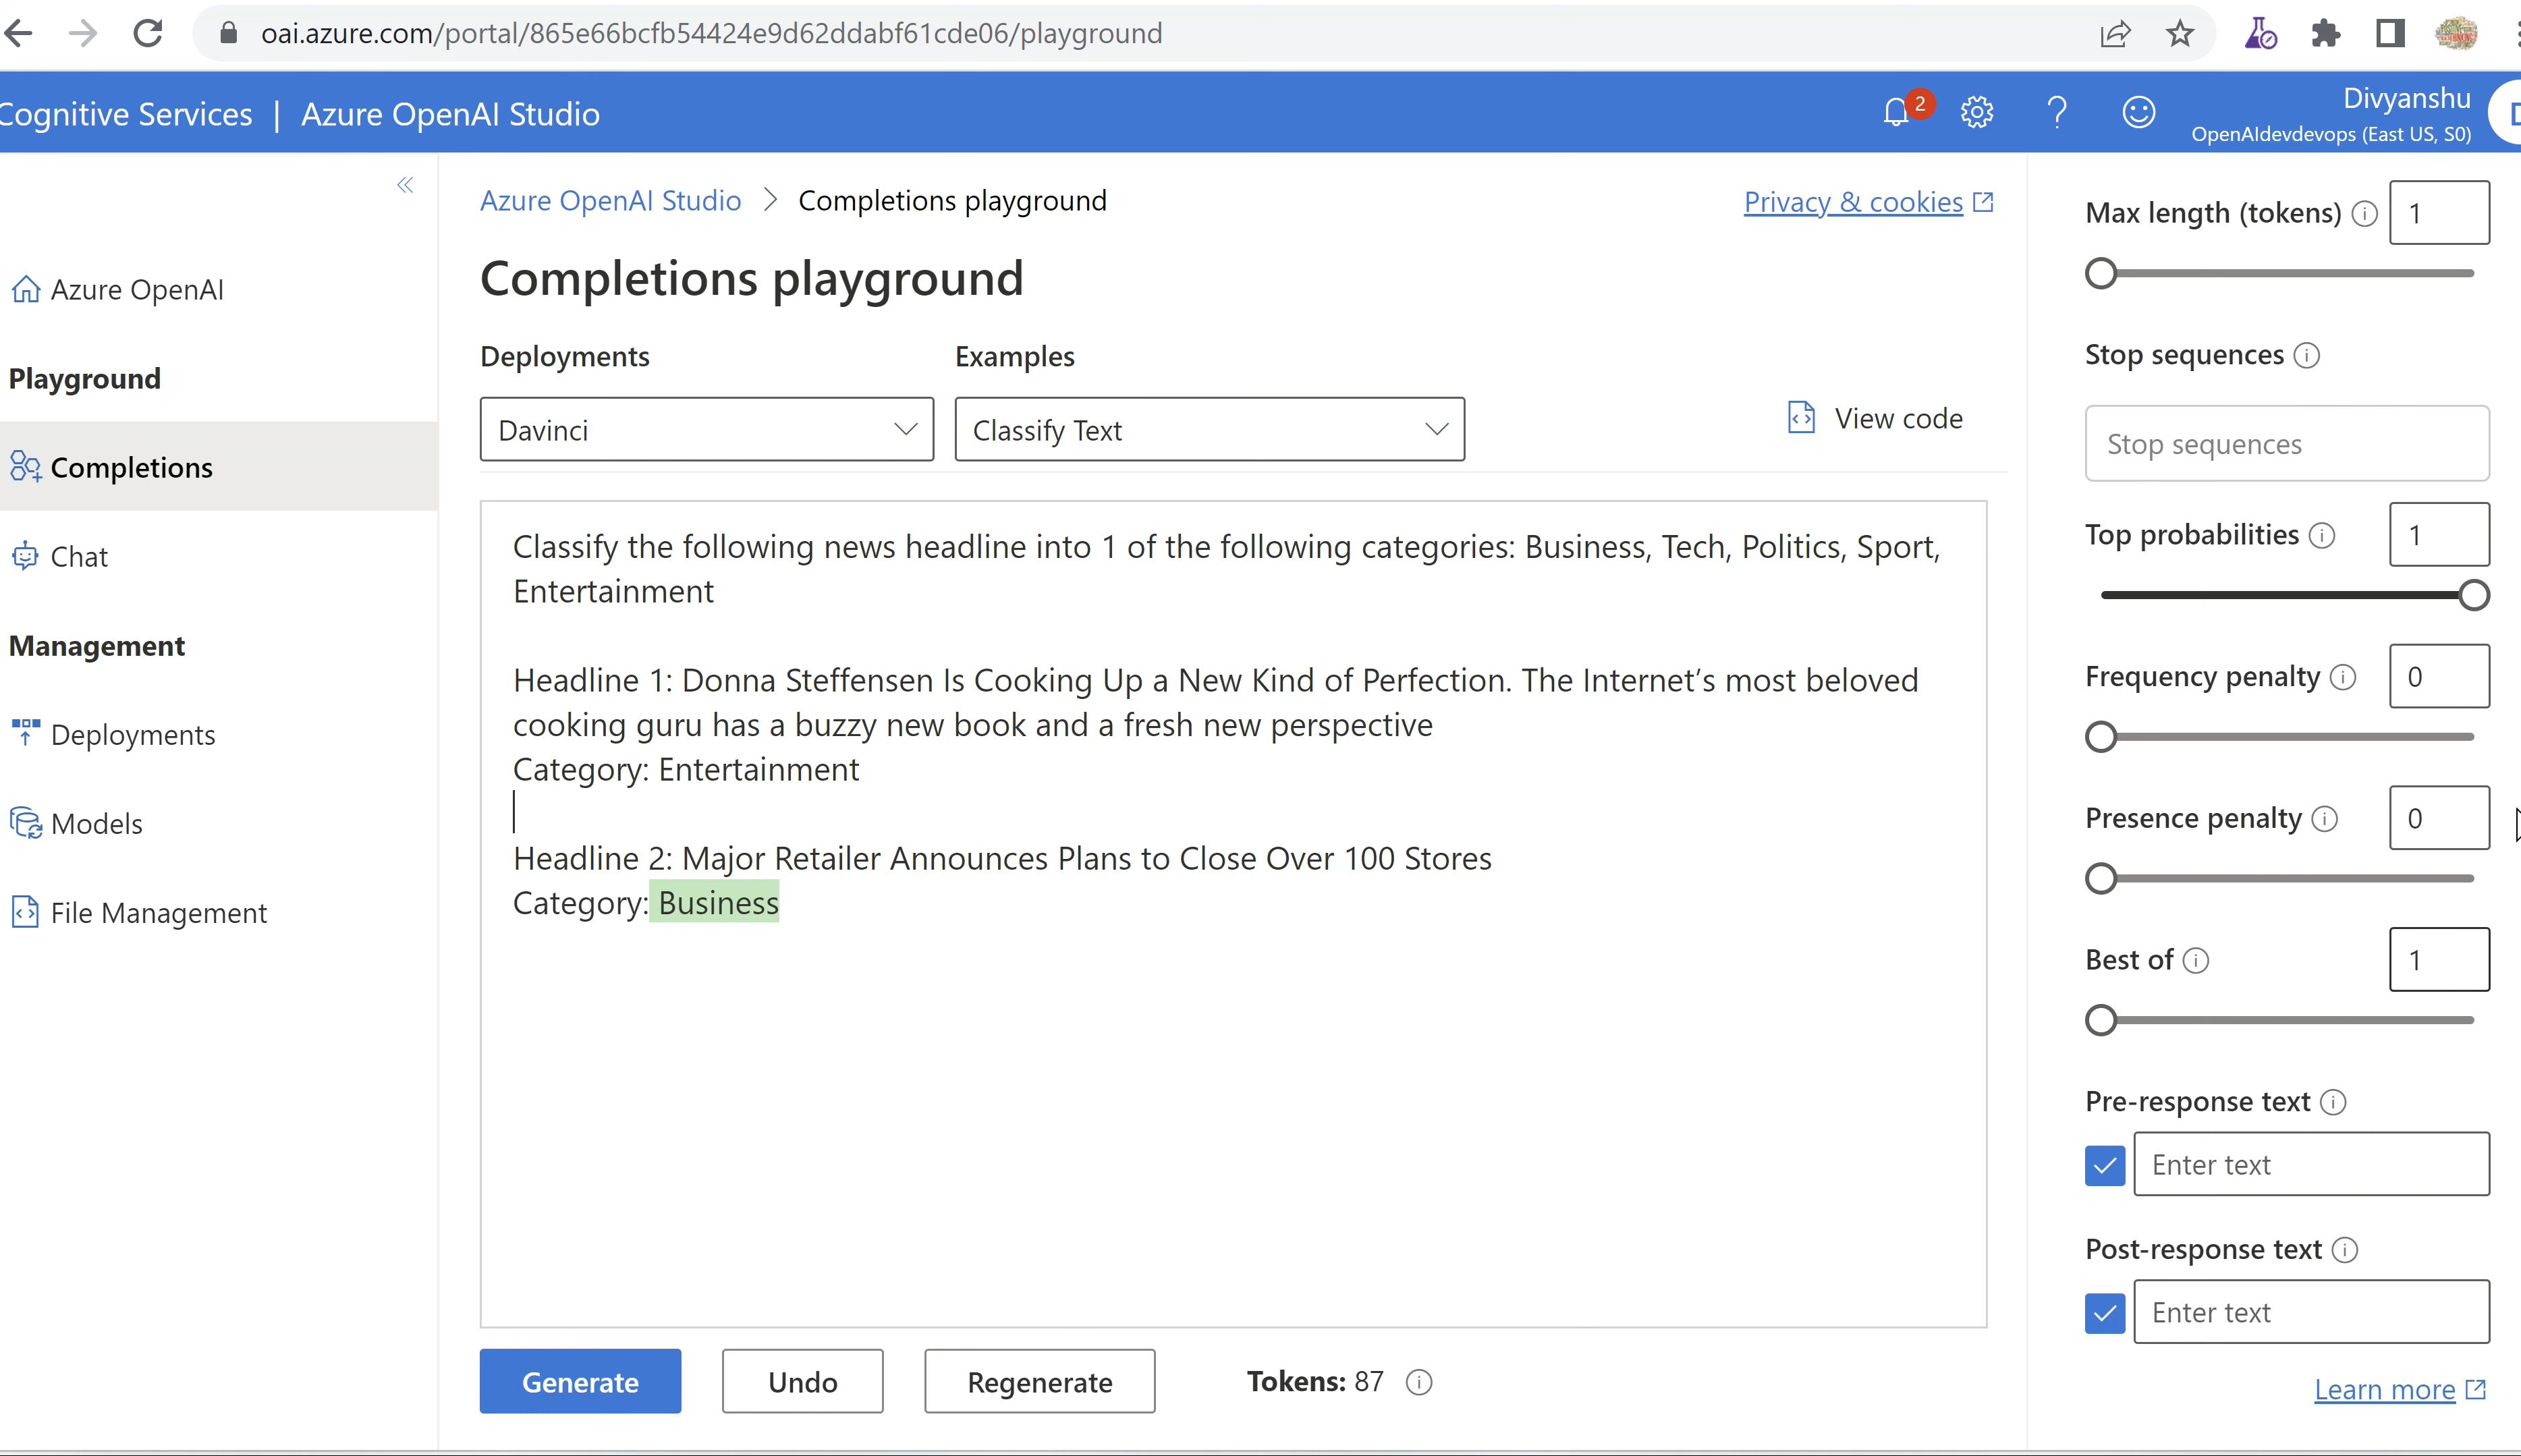 oai.azure.com/portal/865e66bcfb54424e9d62ddabf61cde06/playground
Cognitive Services | Azure OpenAI Studio
2
Divyanshu
OpenAIdevdevops (East US, S0)
Azure OpenAI
Playground
Completions
Chat
Management
Deployments
Models
File Management
Azure OpenAI Studio > Completions playground
Privacy & cookies
Completions playground
Deployments
Examples
Davinci
Classify Text
View code
Classify the following news headline into 1 of the following categories: Business, Tech, Politics, Sport,
Entertainment
Headline 1: Donna Steffensen Is Cooking Up a New Kind of Perfection. The Internet’s most beloved
cooking guru has a buzzy new book and a fresh new perspective
Category: Entertainment
Headline 2: Major Retailer Announces Plans to Close Over 100 Stores
Category: Business
Generate
Undo
Regenerate
Tokens: 87
Max length (tokens) 1
Stop sequences
Stop sequences
Top probabilities 1
Frequency penalty 0
Presence penalty 0
Best of 1
Pre-response text
Enter text
Post-response text
Enter text
Learn more